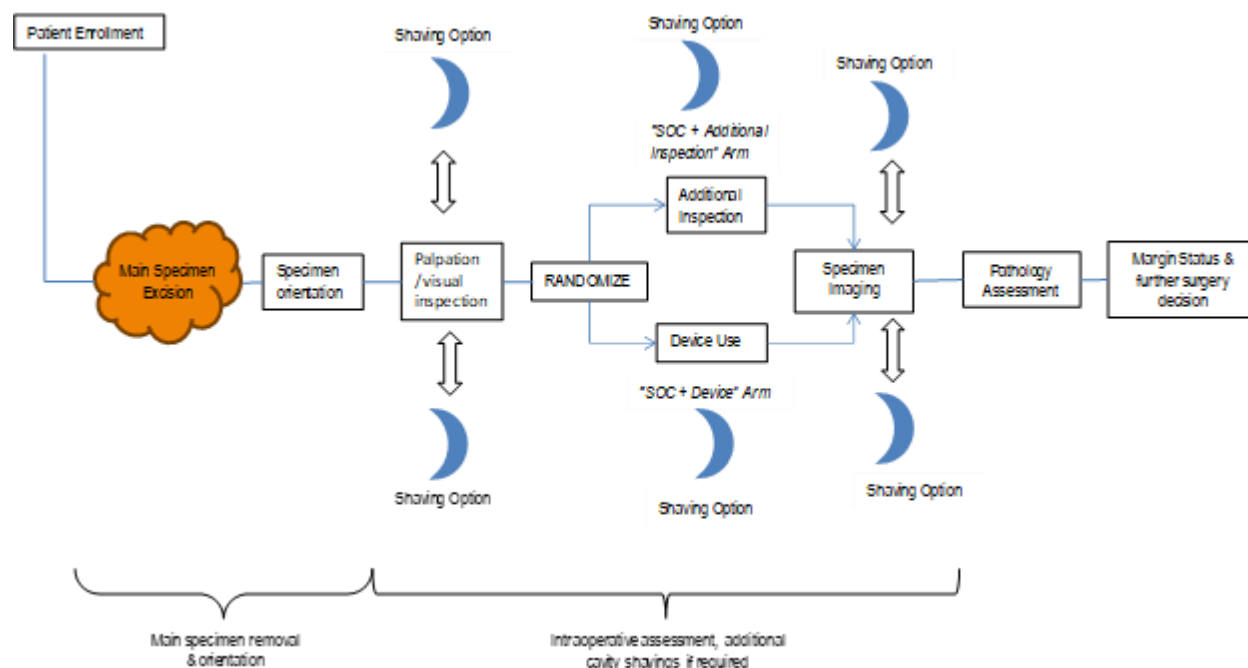 Patient Enrollment
Shaving Option
Shaving Option
Shaving Option
"SOC + Additional
Inspection" Arm
Additional
Inspection
Main Specimen
Excision
Specimen
orientation
Palpation
/visual
inspection
RANDOMIZE
Specimen
Imaging
Pathology
Assessment
Margin Status &
further surgery
decision
Device Use
"SOC + Device" Arm
Shaving Option
Shaving Option
Shaving Option
Main specimen removal
& orientation
Intraoperative assessment, additional
cavity shavings if required